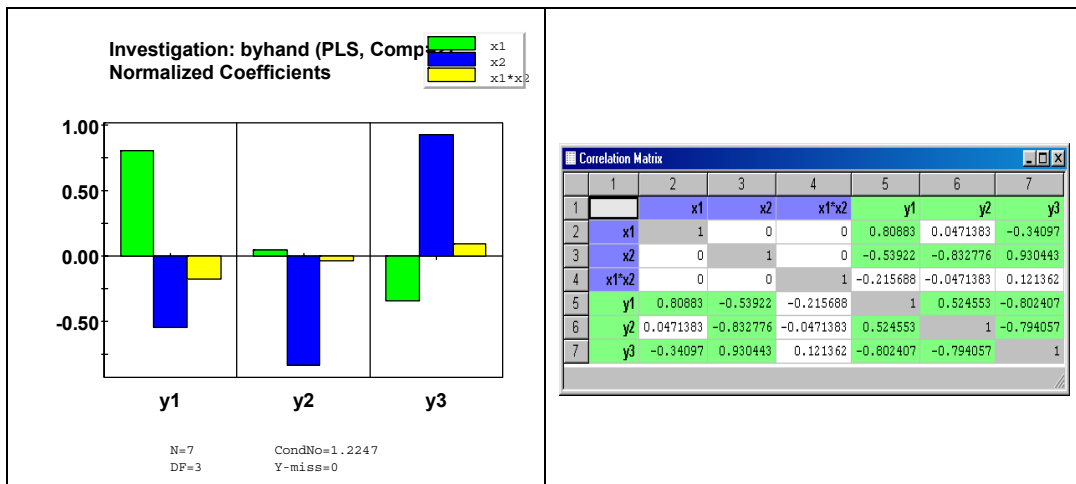 Investigation: byhand (PLS, Comp
Normalized Coefficients
x1
x2
x1*x2
1.00
0.50
0.00
-0.50
y1 y2 y3
N=7 CondNo=1.2247
DF=3 Y-miss=0
Correlation Matrix
1 2 3 4 5 6 7
1 x1 x2 x1*x2 y1 y2 y3
2 x1 1 0 0 0.80883 0.0471383 -0.34097
3 x2 0 1 0 -0.53922 -0.832776 0.930443
4 x1*x2 0 0 1 -0.215688 -0.0471383 0.121362
5 y1 0.80883 -0.53922 -0.215688 1 0.524553 -0.802407
6 y2 0.0471383 -0.832776 -0.0471383 0.524553 1 -0.794057
7 y3 -0.34097 0.930443 0.121362 -0.802407 -0.794057 1